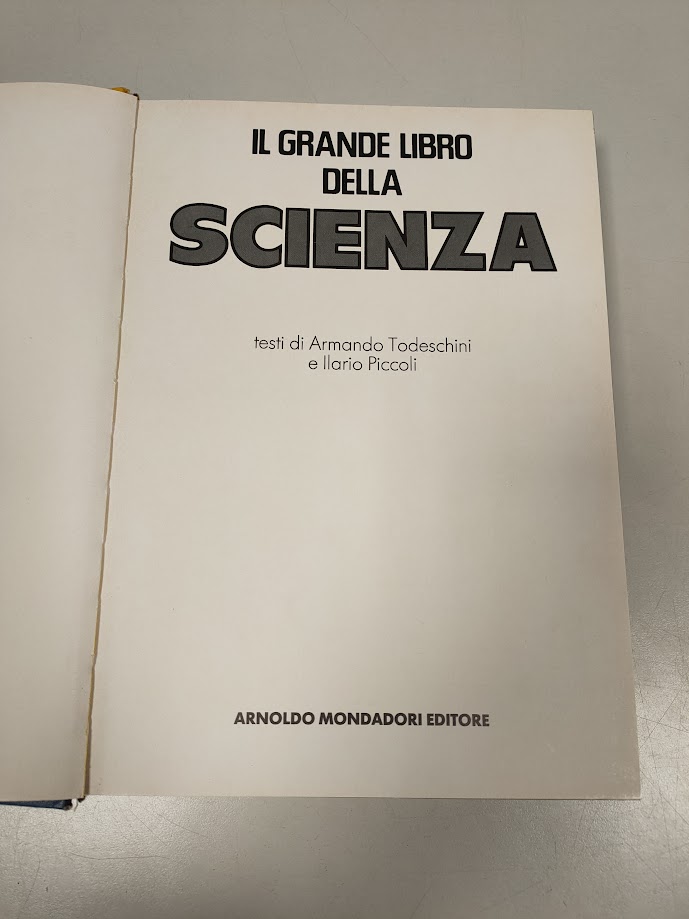 IL GRANDE LIBRO
DELLA
SCIENZA
testi di Armando Todeschini
e Ilario Piccoli
ARNOLDO MONDADORI EDITORE